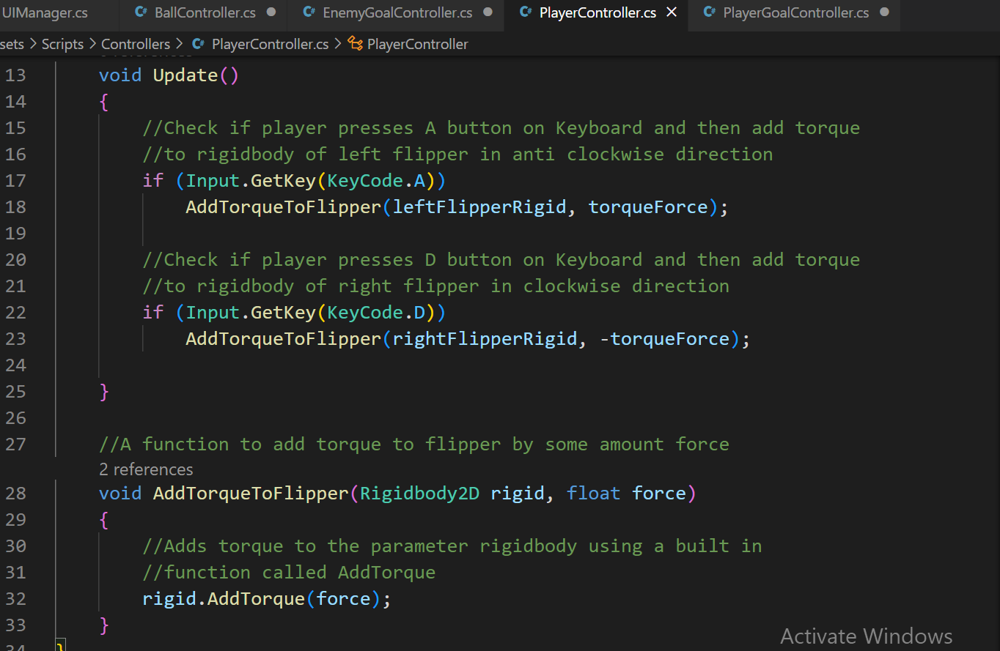 UIManager.cs C# BallController.cs ● C# EnemyGoalController.cs ● C# PlayerController.cs × C# PlayerGoalController.cs ●
sets > Scripts > Controllers > C# PlayerController.cs > PlayerController
13 void Update()
14 {
15 //Check if player presses A button on Keyboard and then add torque
16 //to rigidbody of left flipper in anti clockwise direction
17 if (Input.GetKey(KeyCode.A))
18 AddTorqueToFlipper(leftFlipperRigid, torqueForce);
19
20 //Check if player presses D button on Keyboard and then add torque
21 //to rigidbody of right flipper in clockwise direction
22 if (Input.GetKey(KeyCode.D))
23 AddTorqueToFlipper(rightFlipperRigid, -torqueForce);
24
25 }
26
27 //A function to add torque to flipper by some amount force
2 references
28 void AddTorqueToFlipper(Rigidbody2D rigid, float force)
29 {
30 //Adds torque to the parameter rigidbody using a built in
31 //function called AddTorque
32 rigid.AddTorque(force);
33 }
34 }
Activate Windows